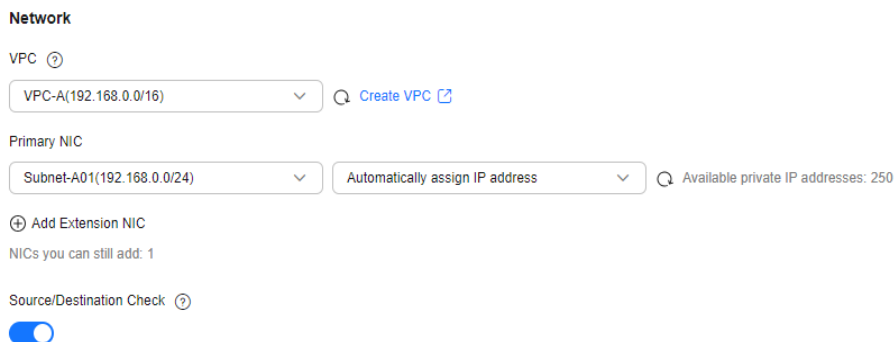 Network
VPC ?
VPC-A(192.168.0.0/16) Create VPC
Primary NIC
Subnet-A01(192.168.0.0/24) Automatically assign IP address Available private IP addresses: 250
Add Extension NIC
NICs you can still add: 1
Source/Destination Check ?